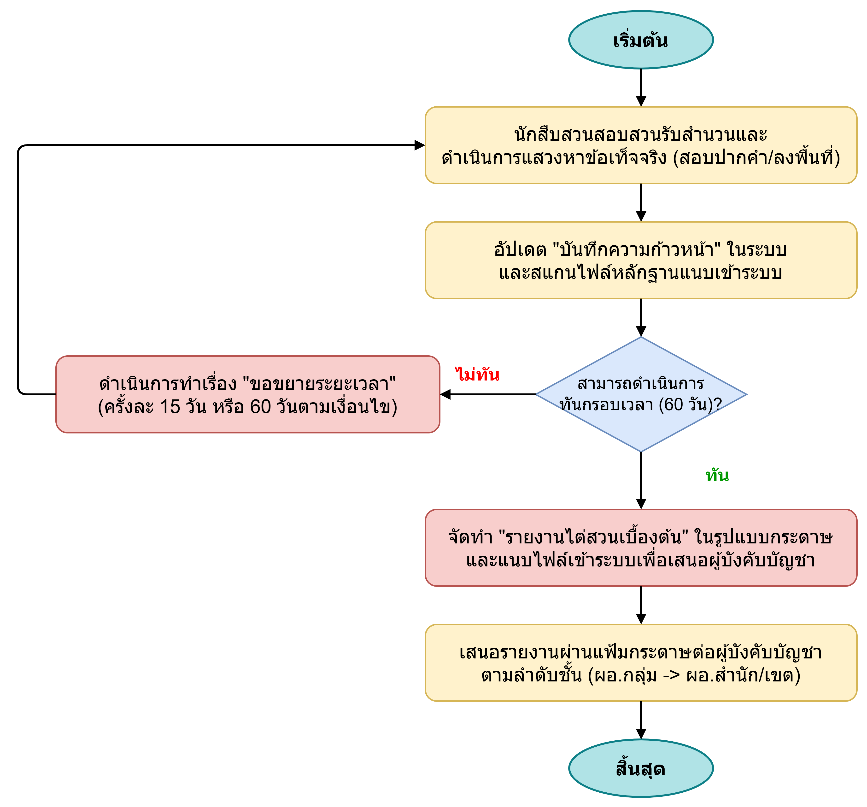 เริ่มต้น
นักสืบสวนสอบสวนรับสำนวนและ
ดำเนินการแสวงหาข้อเท็จจริง (สอบปากคำ/ลงพื้นที่)
อัปเดต "บันทึกความก้าวหน้า" ในระบบ
และสแกนไฟล์หลักฐานแนบเข้าระบบ
สามารถดำเนินการ
ทันกรอบเวลา (60 วัน)?
ไม่ทัน
ดำเนินการทำเรื่อง "ขอขยายระยะเวลา"
(ครั้งละ 15 วัน หรือ 60 วันตามเงื่อนไข)
ทัน
จัดทำ "รายงานไต่สวนเบื้องต้น" ในรูปแบบกระดาษ
และแนบไฟล์เข้าระบบเพื่อเสนอผู้บังคับบัญชา
เสนอรายงานผ่านแฟ้มกระดาษต่อผู้บังคับบัญชา
ตามลำดับชั้น (ผอ.กลุ่ม -> ผอ.สำนัก/เขต)
สิ้นสุด